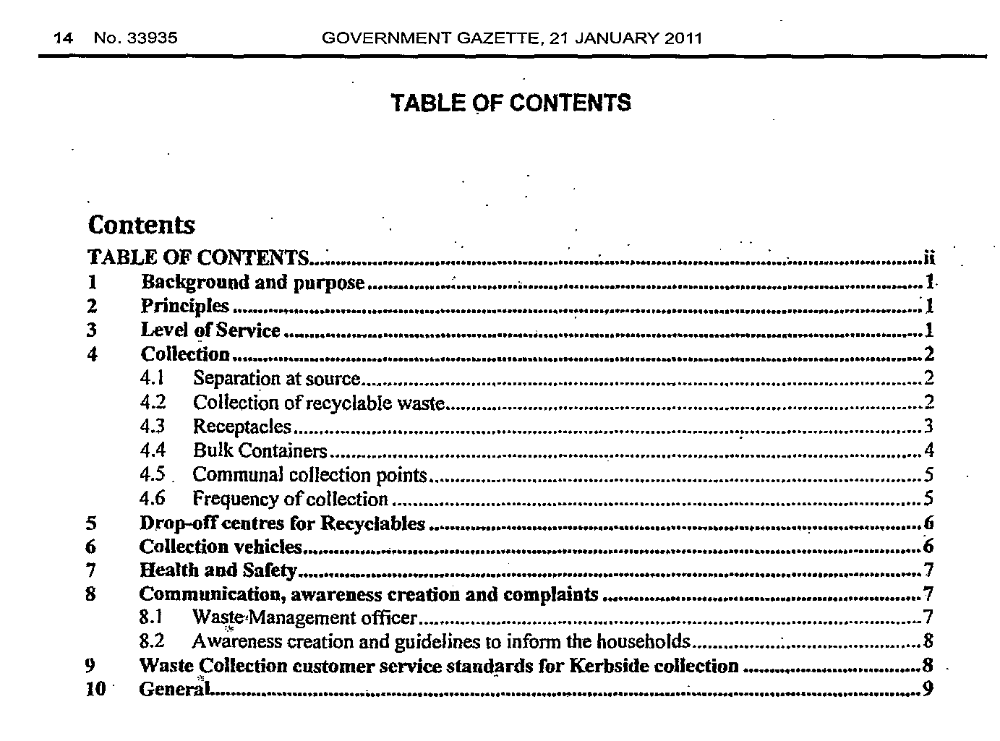 14 No. 33935 GOVERNMENT GAZETTE, 21 JANUARY 2011
TABLE OF CONTENTS
Contents
TABLE OF CONTENTS...ii
1 Background and purpose...1
2 Principles...1
3 Level of Service...1
4 Collection...2
4.1 Separation at source...2
4.2 Collection of recyclable waste...2
4.3 Receptacles...3
4.4 Bulk Containers...4
4.5 Communal collection points...5
4.6 Frequency of collection...5
5 Drop-off centres for Recyclables...6
6 Collection vehicles...6
7 Health and Safety...7
8 Communication, awareness creation and complaints...7
8.1 Waste Management officer...7
8.2 Awareness creation and guidelines to inform the households...8
9 Waste Collection customer service standards for Kerbside collection...8
10 General...9